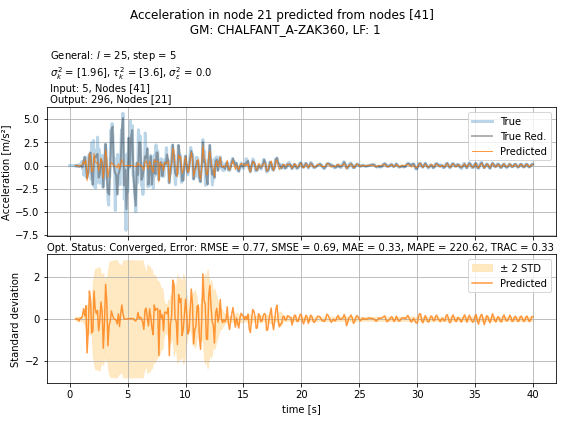 Acceleration in node 21 predicted from nodes [41]
GM: CHALFANT_A-ZAK360, LF: 1
General: l = 25, step = 5
σ²ₖ = [1.96], τ²ₖ = [3.6], σ²ₑ = 0.0
Input: 5, Nodes [41]
Output: 296, Nodes [21]
Acceleration [m/s²]
5.0
2.5
0.0
−2.5
−5.0
−7.5
True
True Red.
Predicted
Opt. Status: Converged, Error: RMSE = 0.77, SMSE = 0.69, MAE = 0.33, MAPE = 220.62, TRAC = 0.33
Standard deviation
2
0
−2
± 2 STD
Predicted
0 5 10 15 20 25 30 35 40
time [s]